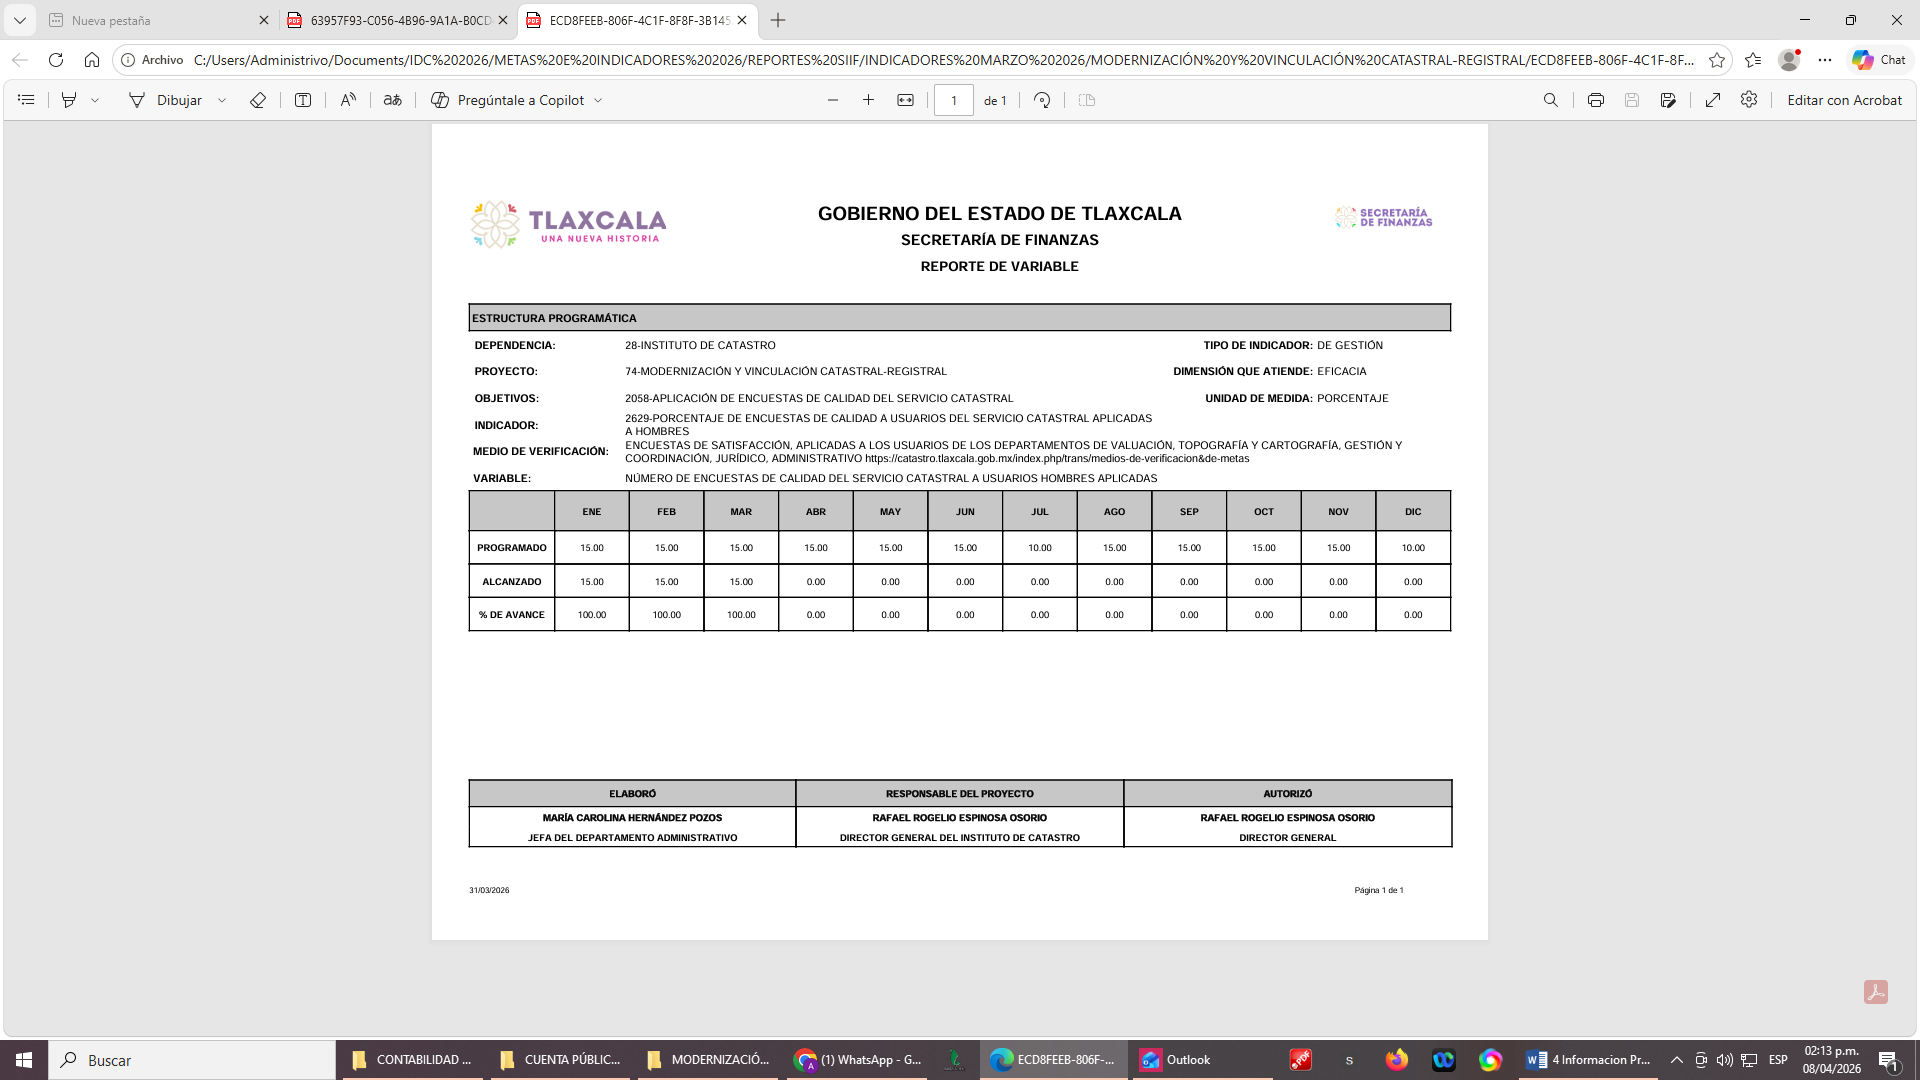 Nueva pestaña
63957F93-C056-4B96-9A1A-B0CD
ECD8FEEB-806F-4C1F-8F8F-3B145
Archivo C:/Users/Administrivo/Documents/IDC%202026/METAS%20E%20INDICADORES%202026/REPORTES%20SIIF/INDICADORES%20MARZO%202026/MODERNIZACIÓN%20Y%20VINCULACIÓN%20CATASTRAL-REGISTRAL/ECD8FEEB-806F-4C1F-8F...
Chat
Dibujar
Pregúntale a Copilot
1 de 1
Editar con Acrobat
TLAXCALA
UNA NUEVA HISTORIA
GOBIERNO DEL ESTADO DE TLAXCALA
SECRETARÍA DE FINANZAS
REPORTE DE VARIABLE
SECRETARÍA
DE FINANZAS
ESTRUCTURA PROGRAMÁTICA
DEPENDENCIA: 28-INSTITUTO DE CATASTRO TIPO DE INDICADOR: DE GESTIÓN
PROYECTO: 74-MODERNIZACIÓN Y VINCULACIÓN CATASTRAL-REGISTRAL DIMENSIÓN QUE ATIENDE: EFICACIA
OBJETIVOS: 2058-APLICACIÓN DE ENCUESTAS DE CALIDAD DEL SERVICIO CATASTRAL UNIDAD DE MEDIDA: PORCENTAJE
INDICADOR: 2629-PORCENTAJE DE ENCUESTAS DE CALIDAD A USUARIOS DEL SERVICIO CATASTRAL APLICADAS
A HOMBRES
MEDIO DE VERIFICACIÓN: ENCUESTAS DE SATISFACCIÓN, APLICADAS A LOS USUARIOS DE LOS DEPARTAMENTOS DE VALUACIÓN, TOPOGRAFÍA Y CARTOGRAFÍA, GESTIÓN Y
COORDINACIÓN, JURÍDICO, ADMINISTRATIVO https://catastro.tlaxcala.gob.mx/index.php/trans/medios-de-verificacion&de-metas
VARIABLE: NÚMERO DE ENCUESTAS DE CALIDAD DEL SERVICIO CATASTRAL A USUARIOS HOMBRES APLICADAS
ENE FEB MAR ABR MAY JUN JUL AGO SEP OCT NOV DIC
PROGRAMADO 15.00 15.00 15.00 15.00 15.00 15.00 10.00 15.00 15.00 15.00 15.00 10.00
ALCANZADO 15.00 15.00 15.00 0.00 0.00 0.00 0.00 0.00 0.00 0.00 0.00 0.00
% DE AVANCE 100.00 100.00 100.00 0.00 0.00 0.00 0.00 0.00 0.00 0.00 0.00 0.00
ELABORÓ RESPONSABLE DEL PROYECTO AUTORIZÓ
MARÍA CAROLINA HERNÁNDEZ POZOS RAFAEL ROGELIO ESPINOSA OSORIO RAFAEL ROGELIO ESPINOSA OSORIO
JEFA DEL DEPARTAMENTO ADMINISTRATIVO DIRECTOR GENERAL DEL INSTITUTO DE CATASTRO DIRECTOR GENERAL
31/03/2026 Página 1 de 1
Buscar
CONTABILIDAD ...
CUENTA PÚBLIC...
MODERNIZACIÓ...
(1) WhatsApp - G...
ECD8FEEB-806F-...
Outlook
4 Informacion Pr...
ESP
02:13 p.m.
08/04/2026
1